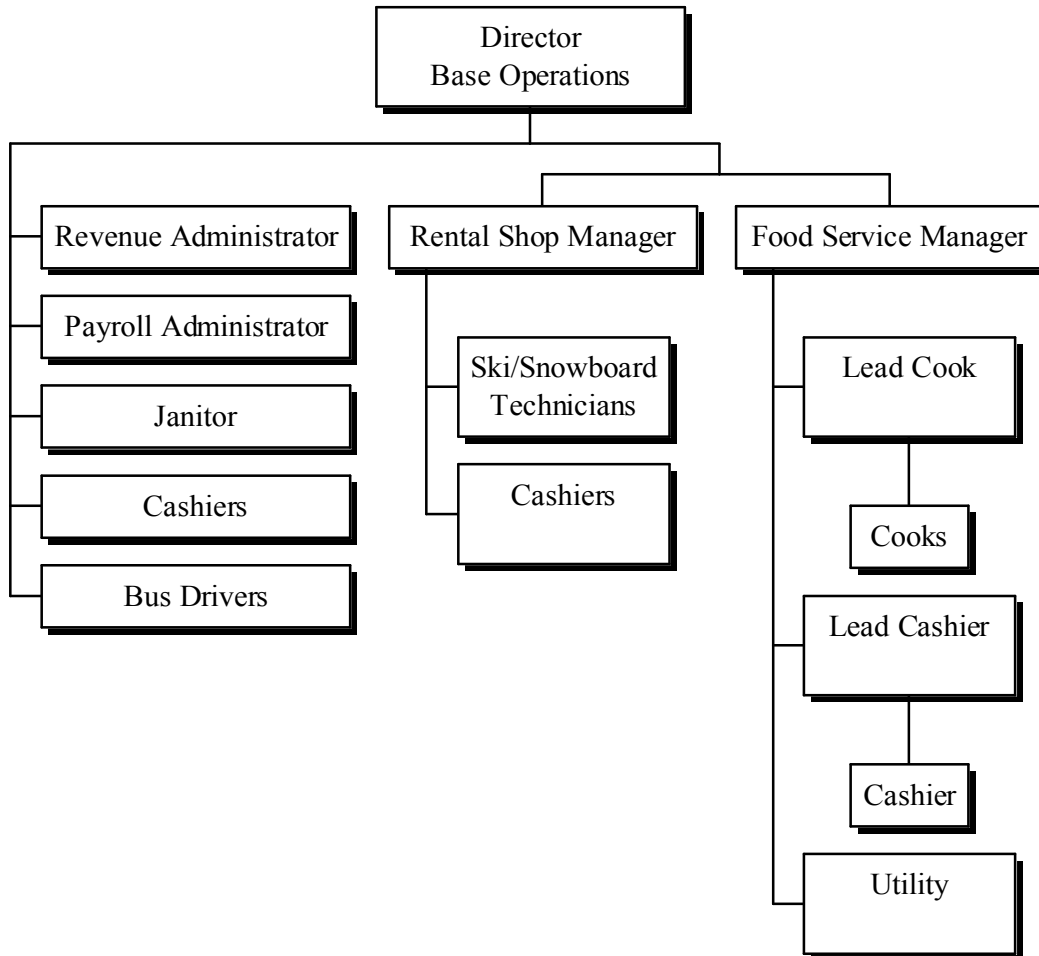 Director
Base Operations
Revenue Administrator
Rental Shop Manager
Food Service Manager
Payroll Administrator
Janitor
Cashiers
Bus Drivers
Ski/Snowboard
Technicians
Cashiers
Lead Cook
Cooks
Lead Cashier
Cashier
Utility